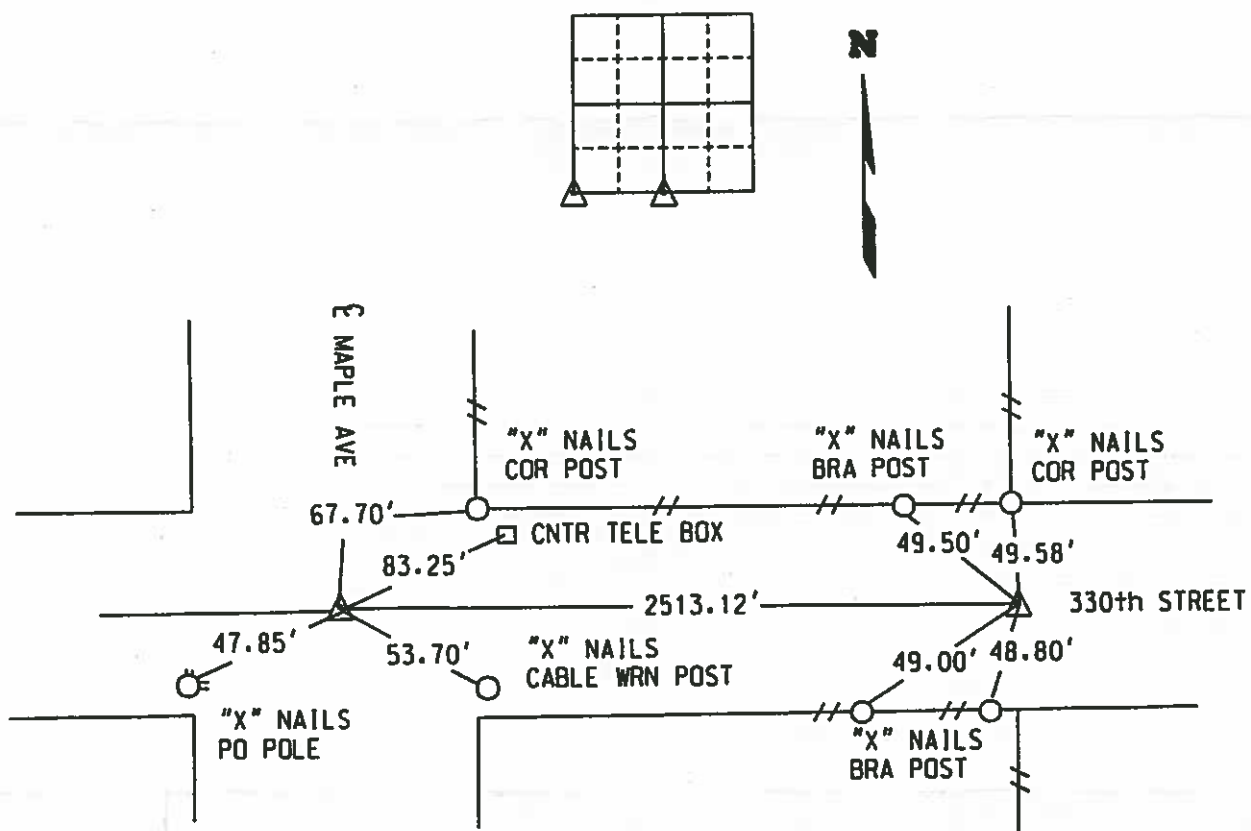 N
℄ MAPLE AVE
"X" NAILS
COR POST
"X" NAILS
BRA POST
"X" NAILS
COR POST
67.70'
CNTR TELE BOX
83.25'
49.50'
49.58'
2513.12'
330th STREET
47.85'
53.70'
"X" NAILS
CABLE WRN POST
49.00'
48.80'
"X" NAILS
PO POLE
"X" NAILS
BRA POST